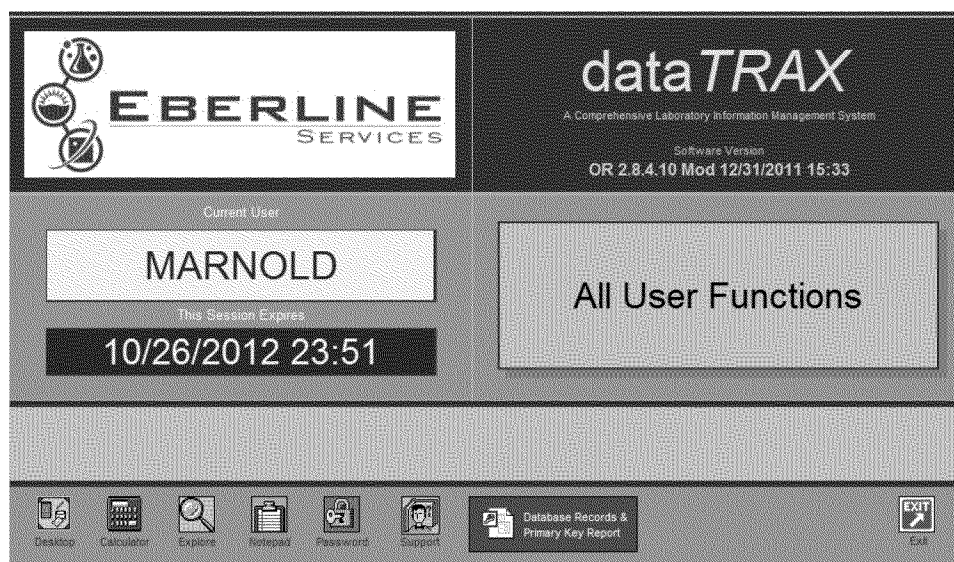 EBERLINE
SERVICES
dataTRAX
A Comprehensive Laboratory Information Management System
Software Version
OR 2.8.4.10 Mod 12/31/2011 15:33
Current User
MARNOLD
This Session Expires
10/26/2012 23:51
All User Functions
Desktop
Calculator
Explore
Notepad
Password
Support
Database Records &
Primary Key Report
EXIT
Exit